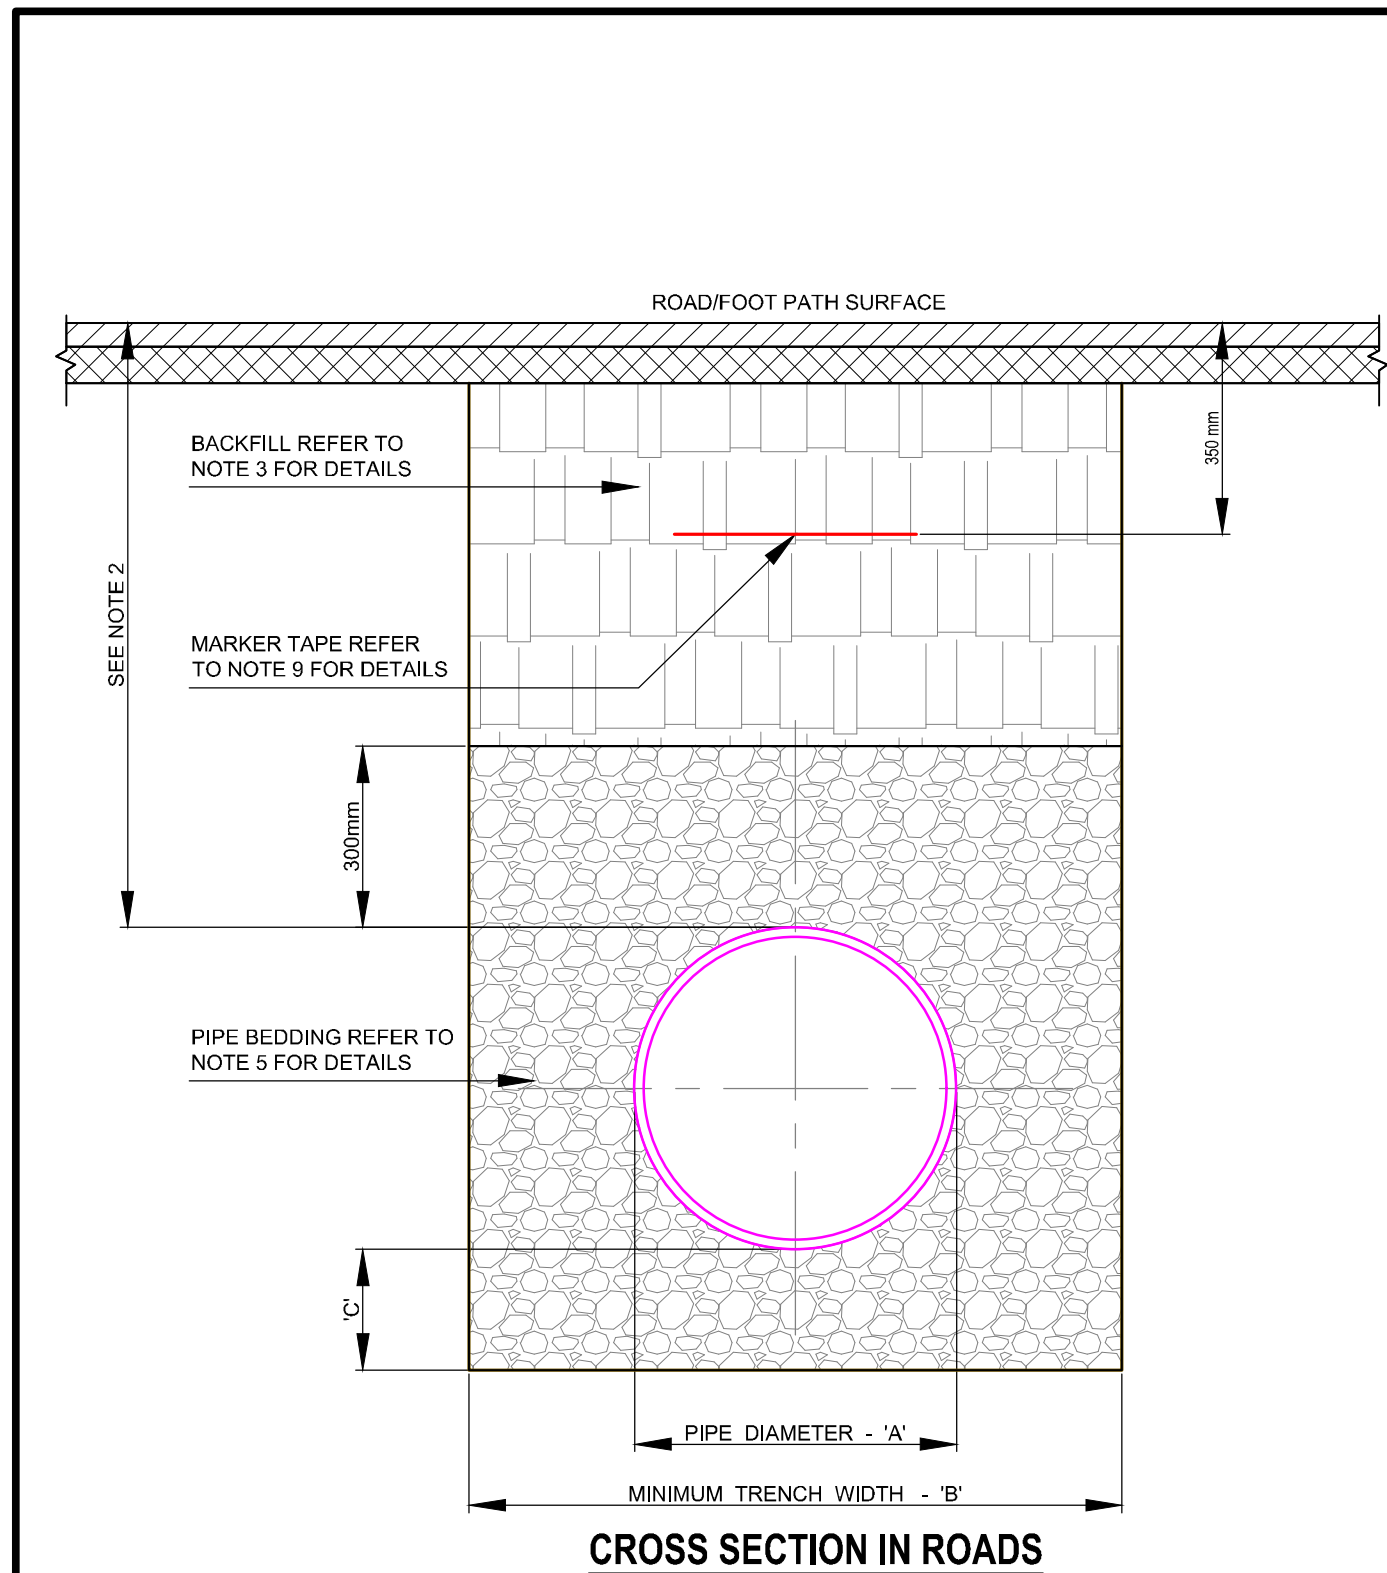 ROAD/FOOT PATH SURFACE
350 mm
BACKFILL REFER TO
NOTE 3 FOR DETAILS
SEE NOTE 2
MARKER TAPE REFER
TO NOTE 9 FOR DETAILS
300mm
PIPE BEDDING REFER TO
NOTE 5 FOR DETAILS
'C'
PIPE DIAMETER - 'A'
MINIMUM TRENCH WIDTH - 'B'
CROSS SECTION IN ROADS